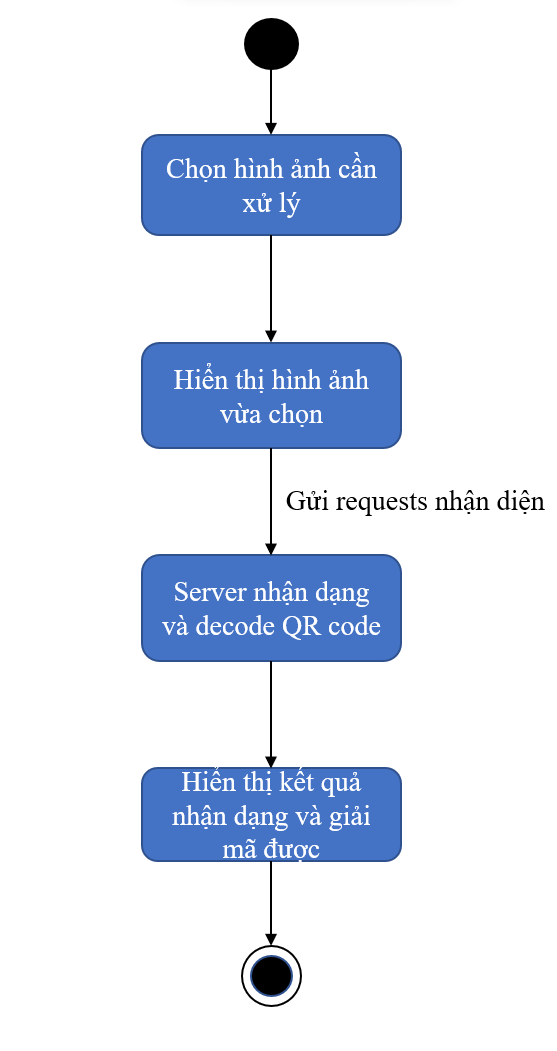 Chọn hình ảnh cần
xử lý
Hiển thị hình ảnh
vừa chọn
Gửi requests nhận diện
Server nhận dạng
và decode QR code
Hiển thị kết quả
nhận dạng và giải
mã được